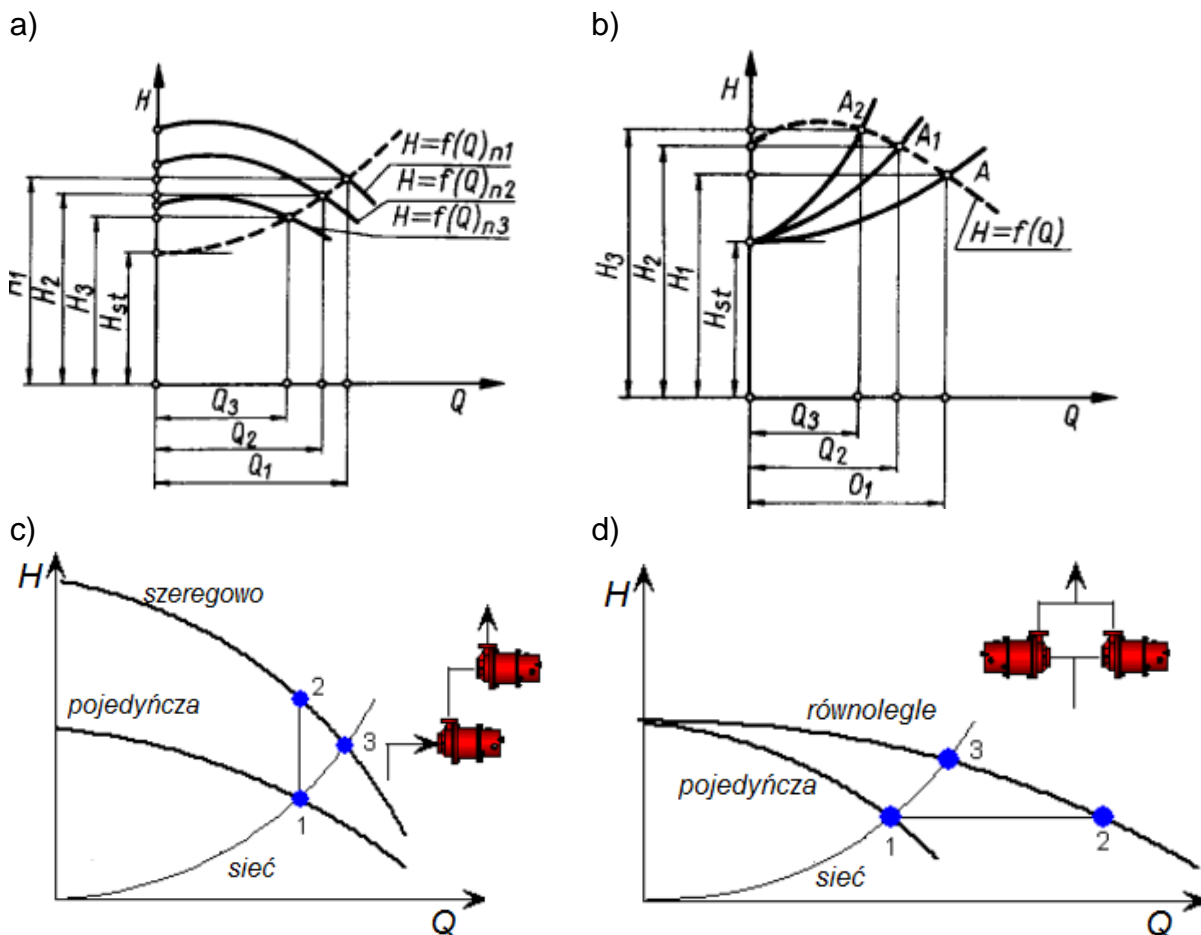 a)
H
H=f(Q)n1
H=f(Q)n2
H=f(Q)n3
H1
H2
H3
Hst
Q
Q3
Q2
Q1
b)
H
A2
A1
A
H=f(Q)
H3
H2
H1
Hst
Q
Q3
Q2
O1
c)
H
szeregowo
pojedyńcza
2
3
1
sieć
Q
d)
H
równolegle
3
pojedyńcza
1
2
sieć
Q